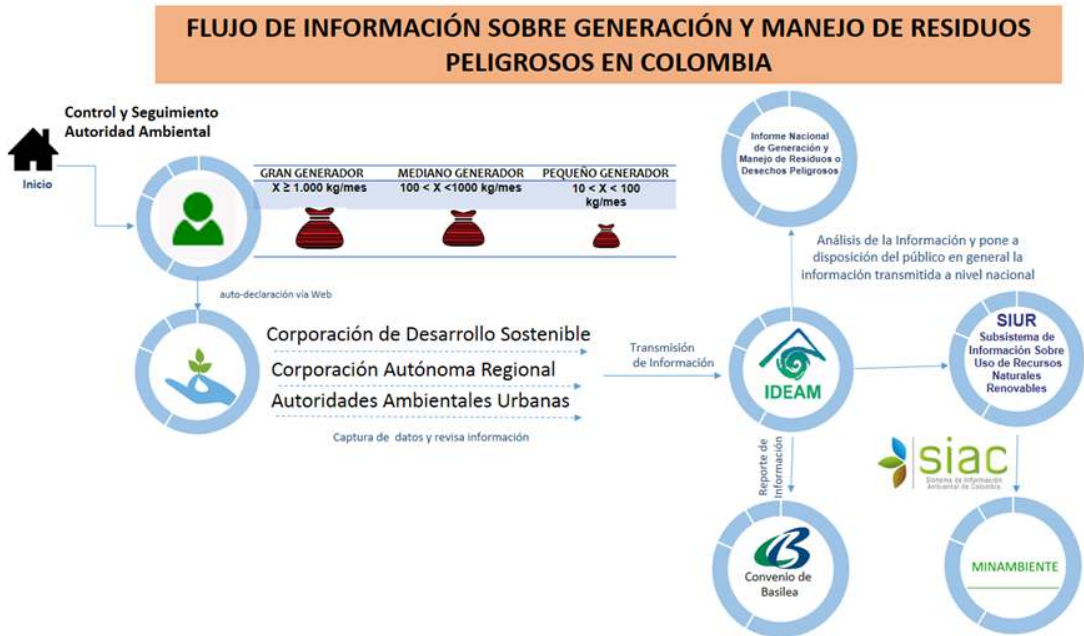 FLUJO DE INFORMACIÓN SOBRE GENERACIÓN Y MANEJO DE RESIDUOS
PELIGROSOS EN COLOMBIA
Control y Seguimiento
Autoridad Ambiental
Inicio
GRAN GENERADOR
X ≥ 1.000 kg/mes
MEDIANO GENERADOR
100 < X <1000 kg/mes
PEQUEÑO GENERADOR
10 < X < 100
kg/mes
Informe Nacional
de Generación y
Manejo de Residuos o
Desechos Peligrosos
Análisis de la Información y pone a
disposición del público en general la
información transmitida a nivel nacional
auto-declaración vía Web
Corporación de Desarrollo Sostenible
Corporación Autónoma Regional
Autoridades Ambientales Urbanas
Captura de datos y revisa información
Transmisión
de Información
IDEAM
SIUR
Subsistema de
Información Sobre
Uso de Recursos
Naturales
Renovables
Reporte de
Información
siac
Sistema de Información
Ambiental de Colombia
Convenio de
Basilea
MINAMBIENTE